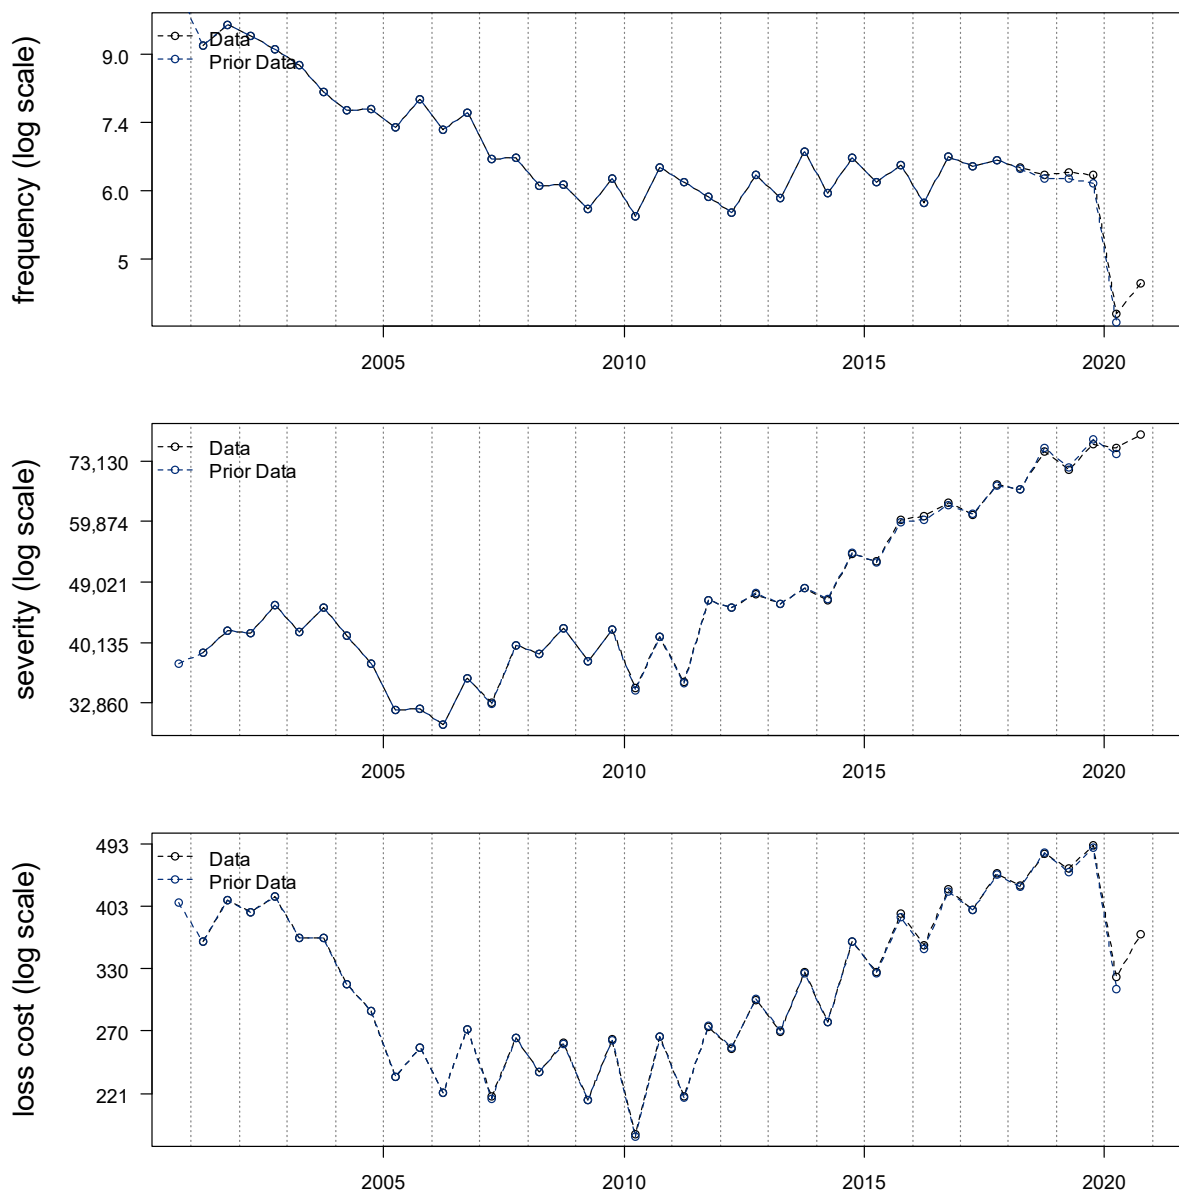 frequency (log scale)
9.0
7.4
6.0
5
Data
Prior Data
2005
2010
2015
2020
severity (log scale)
73,130
59,874
49,021
40,135
32,860
Data
Prior Data
2005
2010
2015
2020
loss cost (log scale)
493
403
330
270
221
Data
Prior Data
2005
2010
2015
2020